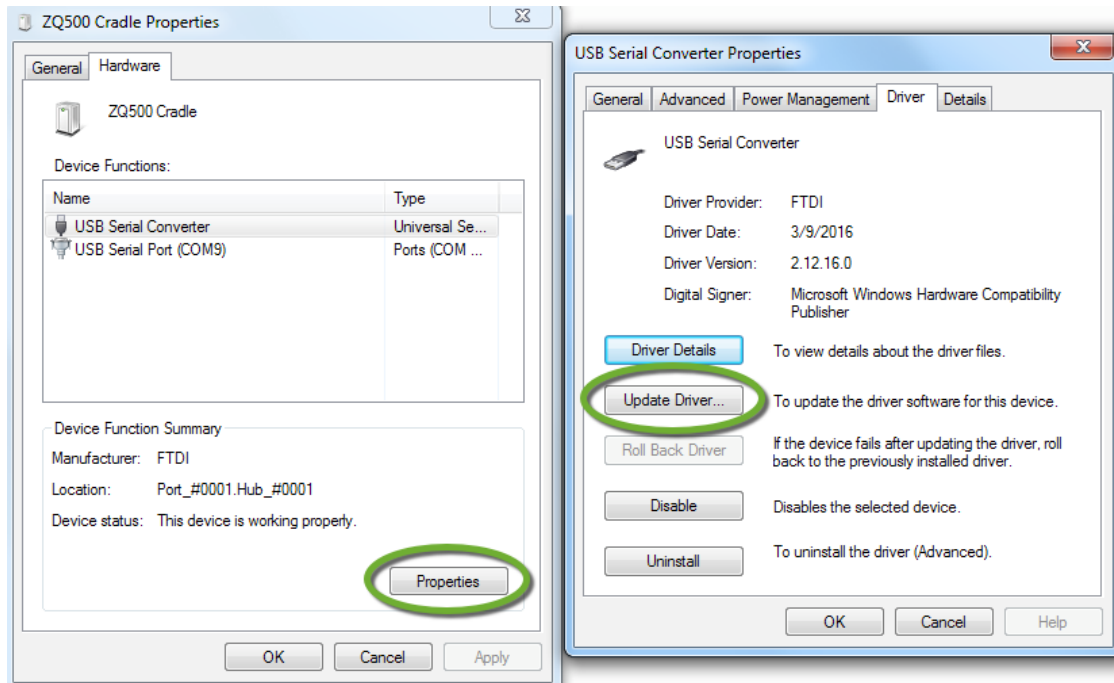 ZQ500 Cradle Properties
General Hardware
ZQ500 Cradle
Device Functions:
Name Type
USB Serial Converter Universal Se...
USB Serial Port (COM9) Ports (COM ...
Device Function Summary
Manufacturer: FTDI
Location: Port_#0001.Hub_#0001
Device status: This device is working properly.
Properties
OK Cancel Apply
USB Serial Converter Properties
General Advanced Power Management Driver Details
USB Serial Converter
Driver Provider: FTDI
Driver Date: 3/9/2016
Driver Version: 2.12.16.0
Digital Signer: Microsoft Windows Hardware Compatibility
Publisher
Driver Details To view details about the driver files.
Update Driver... To update the driver software for this device.
Roll Back Driver If the device fails after updating the driver, roll
back to the previously installed driver.
Disable Disables the selected device.
Uninstall To uninstall the driver (Advanced).
OK Cancel Help